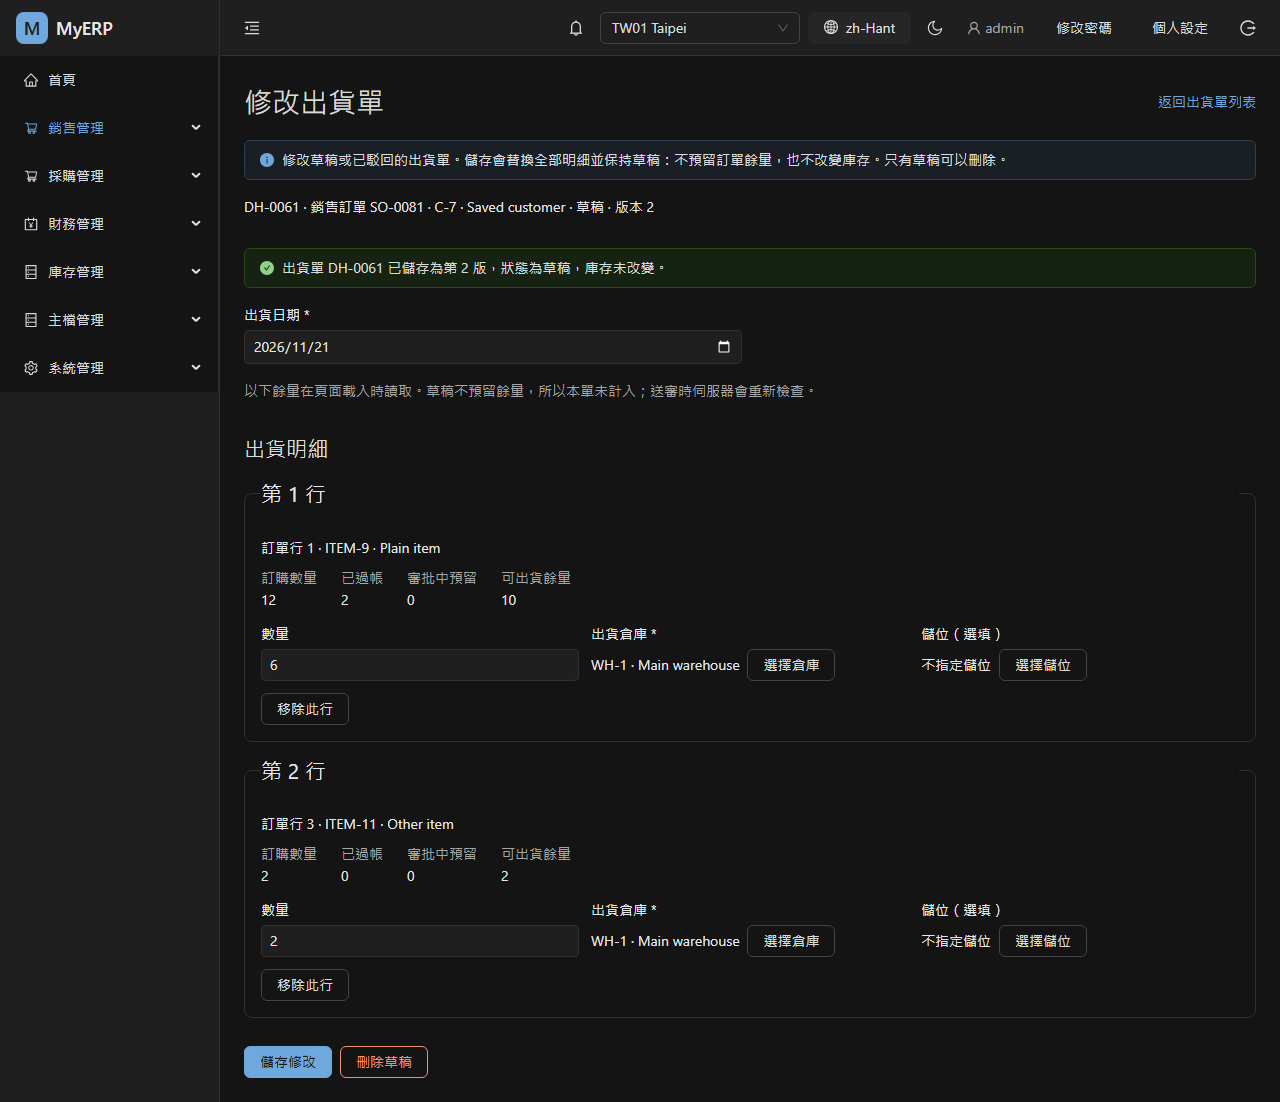 M MyERP
TW01 Taipei
zh-Hant
admin
修改密碼
個人設定
首頁
銷售管理
採購管理
財務管理
庫存管理
主檔管理
系統管理
修改出貨單
返回出貨單列表
修改草稿或已駁回的出貨單。儲存會替換全部明細並保持草稿：不預留訂單餘量，也不改變庫存。只有草稿可以刪除。
DH-0061 · 銷售訂單 SO-0081 · C-7 · Saved customer · 草稿 · 版本 2
出貨單 DH-0061 已儲存為第 2 版，狀態為草稿，庫存未改變。
出貨日期 *
2026/11/21
以下餘量在頁面載入時讀取。草稿不預留餘量，所以本單未計入；送審時伺服器會重新檢查。
出貨明細
第 1 行
訂單行 1 · ITEM-9 · Plain item
訂購數量 已過帳 審批中預留 可出貨餘量
12 2 0 10
數量 出貨倉庫 * 儲位（選填）
6 WH-1 · Main warehouse 選擇倉庫 不指定儲位 選擇儲位
移除此行
第 2 行
訂單行 3 · ITEM-11 · Other item
訂購數量 已過帳 審批中預留 可出貨餘量
2 0 0 2
數量 出貨倉庫 * 儲位（選填）
2 WH-1 · Main warehouse 選擇倉庫 不指定儲位 選擇儲位
移除此行
儲存修改 刪除草稿